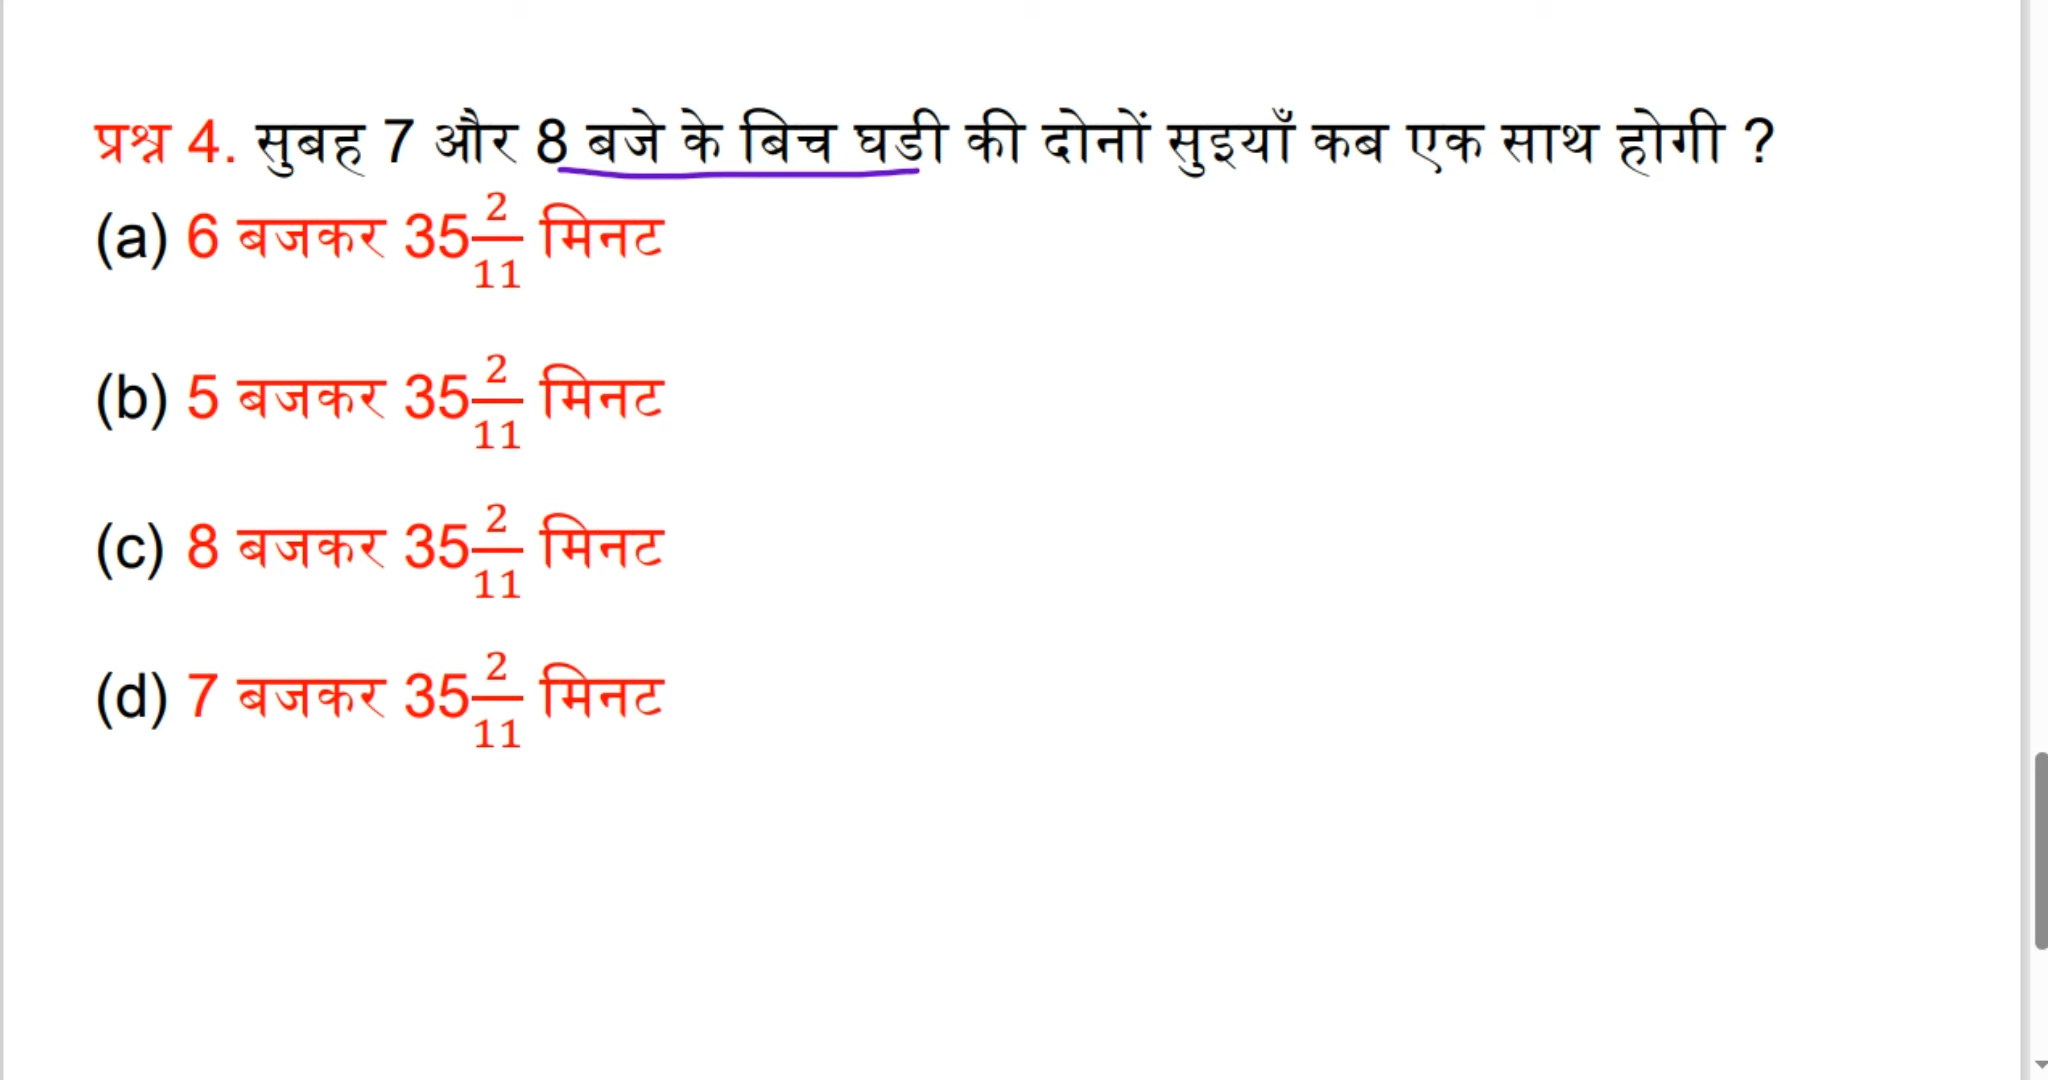 प्रश्न 4. सुबह 7 और 8 बजे के बिच घडी की दोनों सुइयाँ कब एक साथ होगी ?
(a) 6 बजकर 35 2/11 मिनट
(b) 5 बजकर 35 2/11 मिनट
(c) 8 बजकर 35 2/11 मिनट
(d) 7 बजकर 35 2/11 मिनट